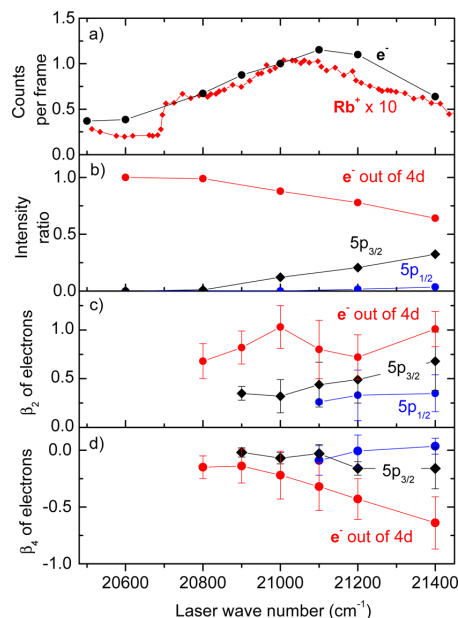 a)
Counts
per frame
1.5
1.0
0.5
0.0
e⁻
Rb⁺ x 10
b)
Intensity
ratio
1.0
0.5
0.0
e⁻ out of 4d
5p₃/₂
5p₁/₂
c)
β₂ of electrons
1.0
0.5
0.0
e⁻ out of 4d
5p₃/₂
5p₁/₂
d)
β₄ of electrons
0.0
-0.5
-1.0
5p₃/₂
e⁻ out of 4d
20600 20800 21000 21200 21400
Laser wave number (cm⁻¹)